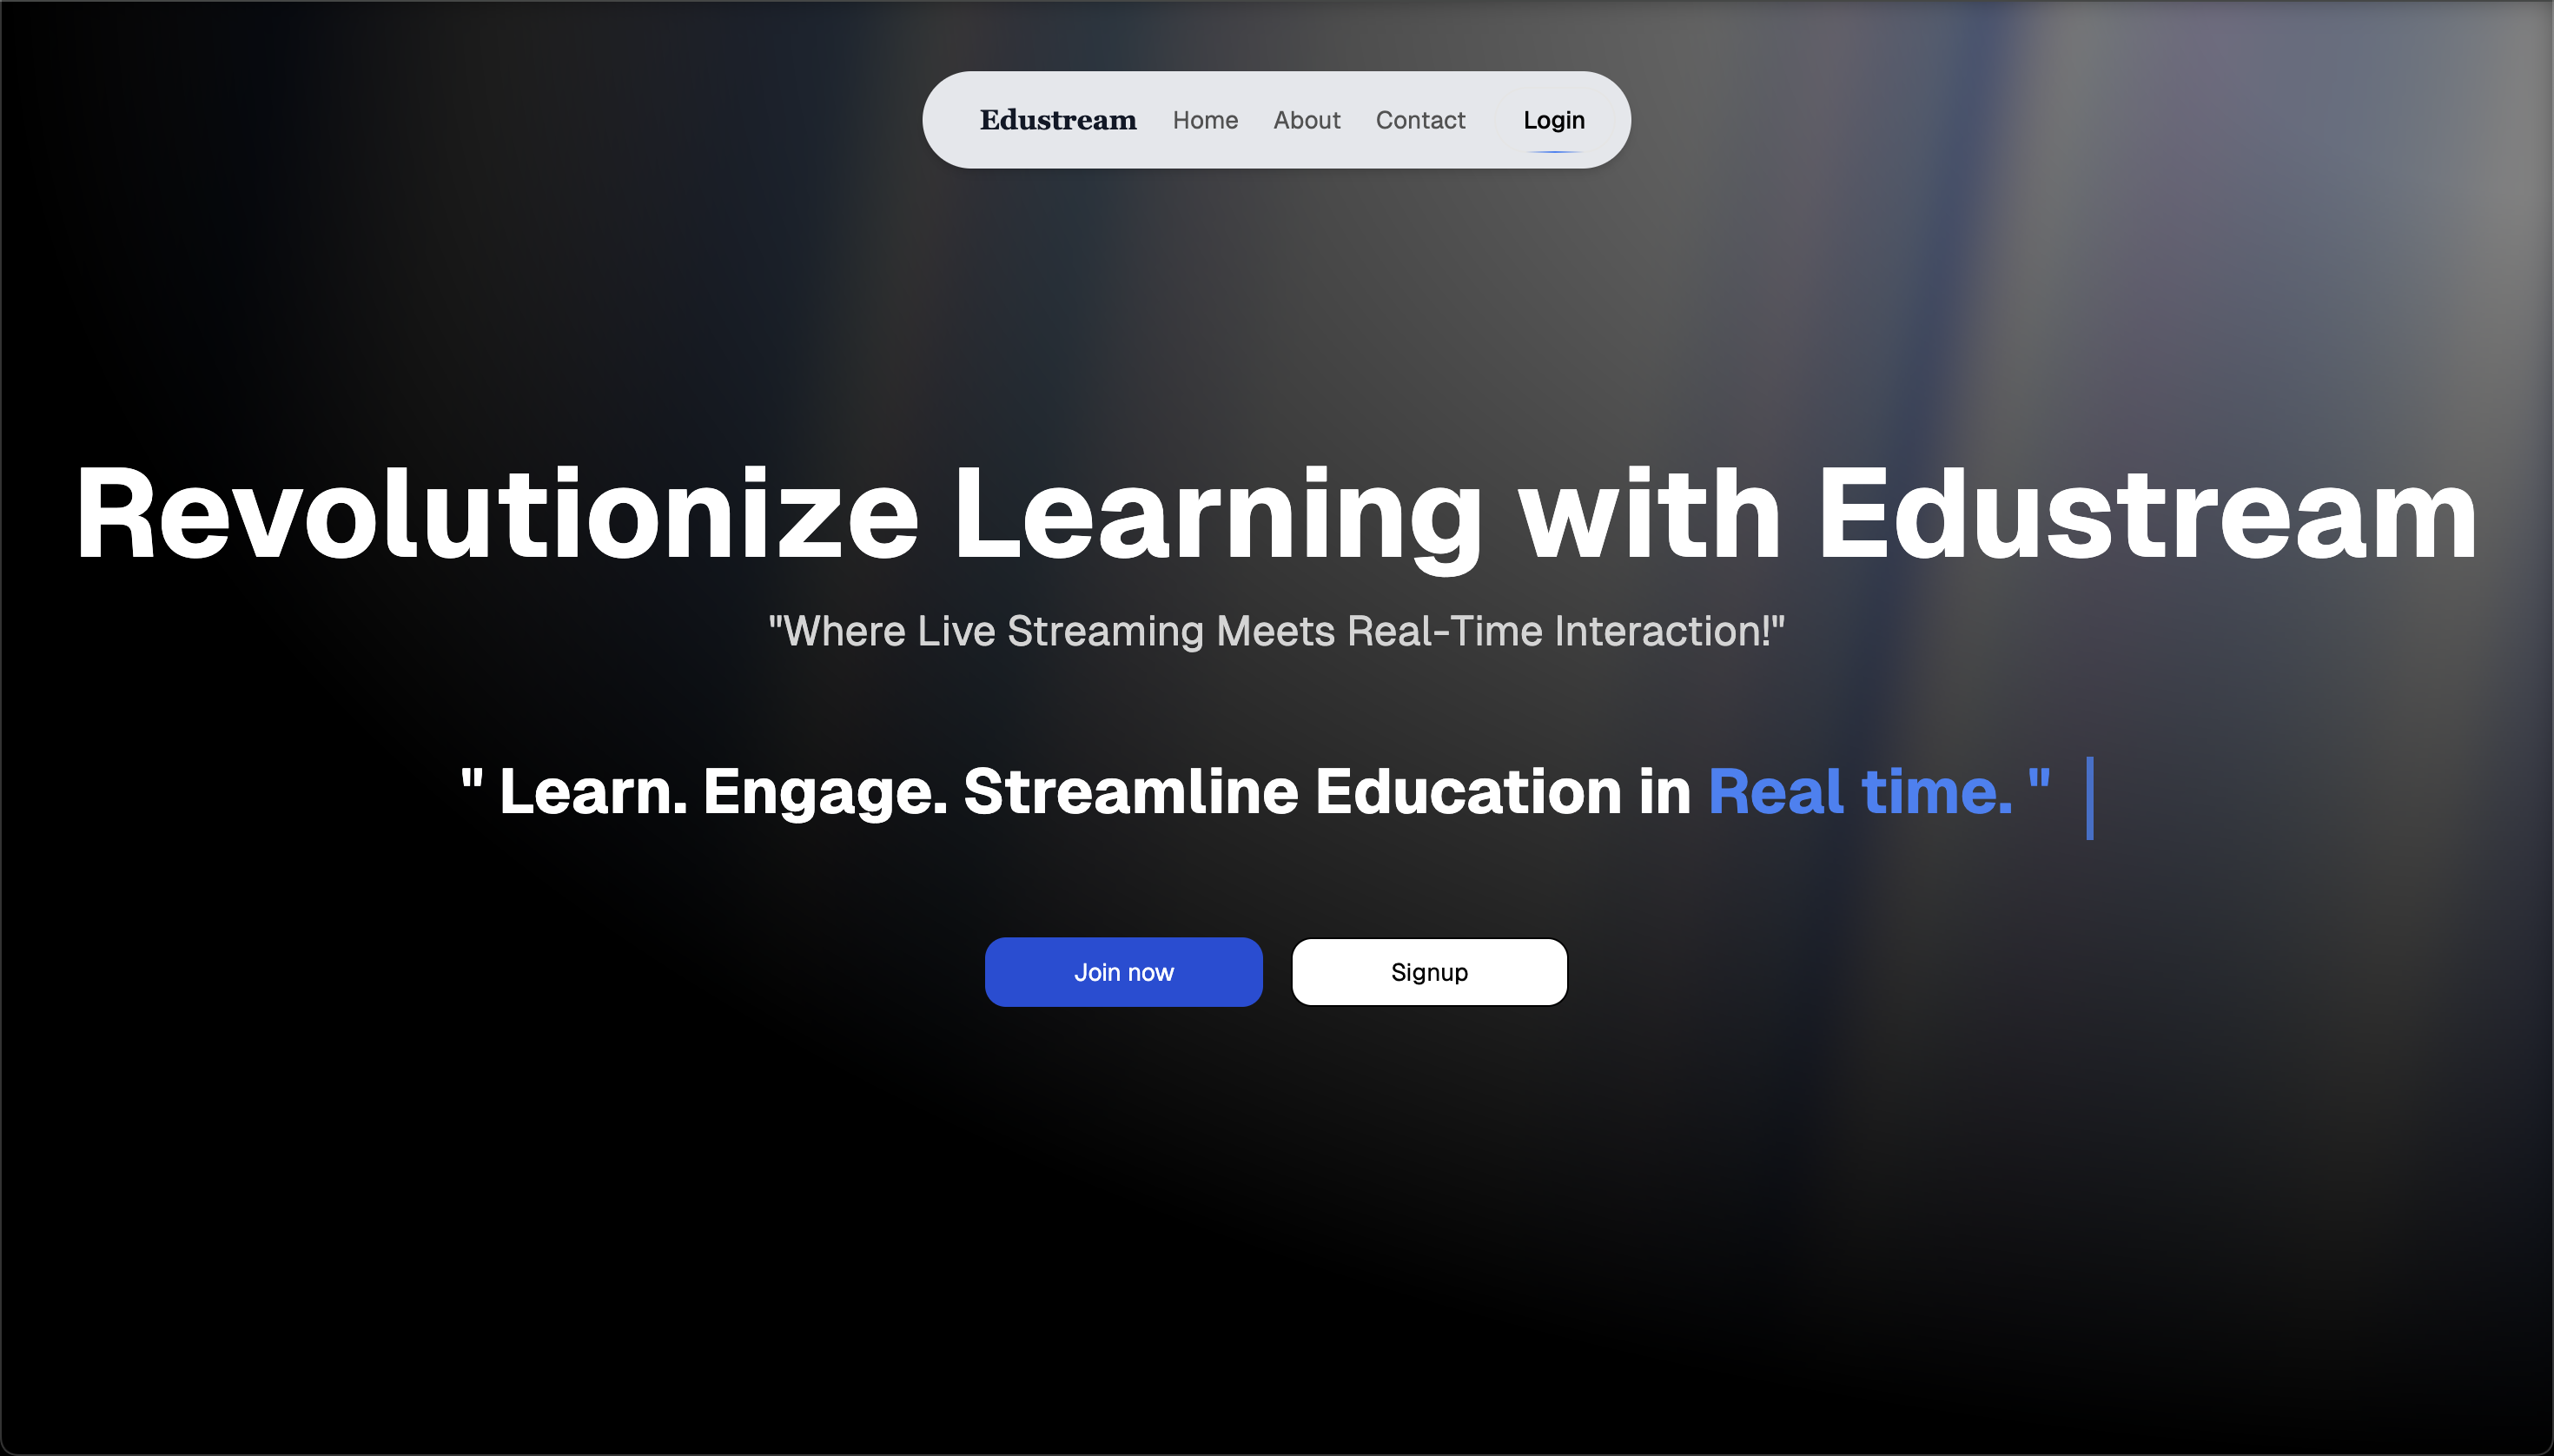 Edustream Home About Contact Login
Revolutionize Learning with Edustream
"Where Live Streaming Meets Real-Time Interaction!"
" Learn. Engage. Streamline Education in Real time. "
Join now Signup